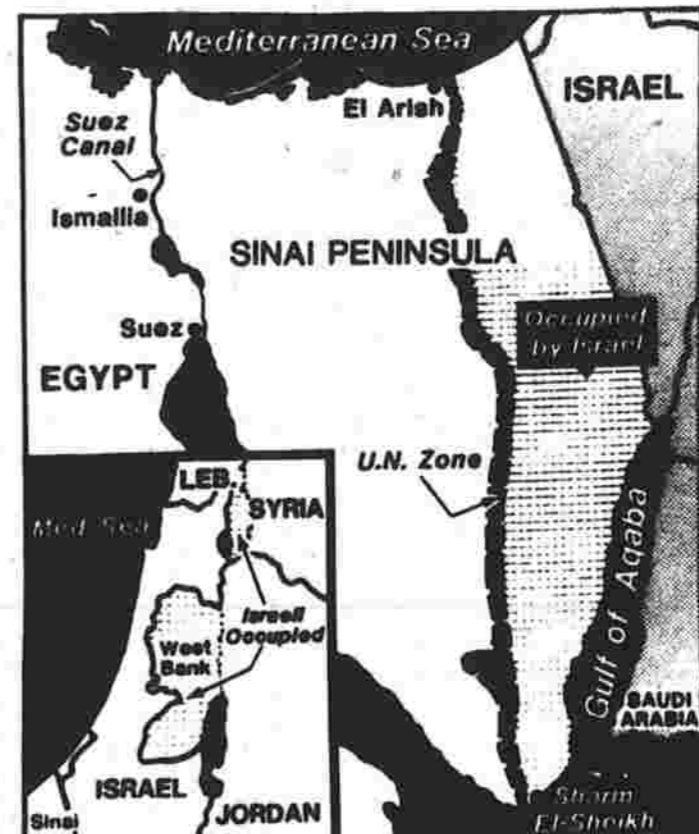 Mediterranean Sea
El Arish
ISRAEL
Suez
Canal
Ismailia
SINAI PENINSULA
Occupied
by Israel
Suez
EGYPT
U.N. Zone
Gulf of Aqaba
SAUDI
ARABIA
Sharm
El-Sheikh
LEB.
SYRIA
Med Sea
Israeli
Occupied
West
Bank
ISRAEL
JORDAN
Sinai